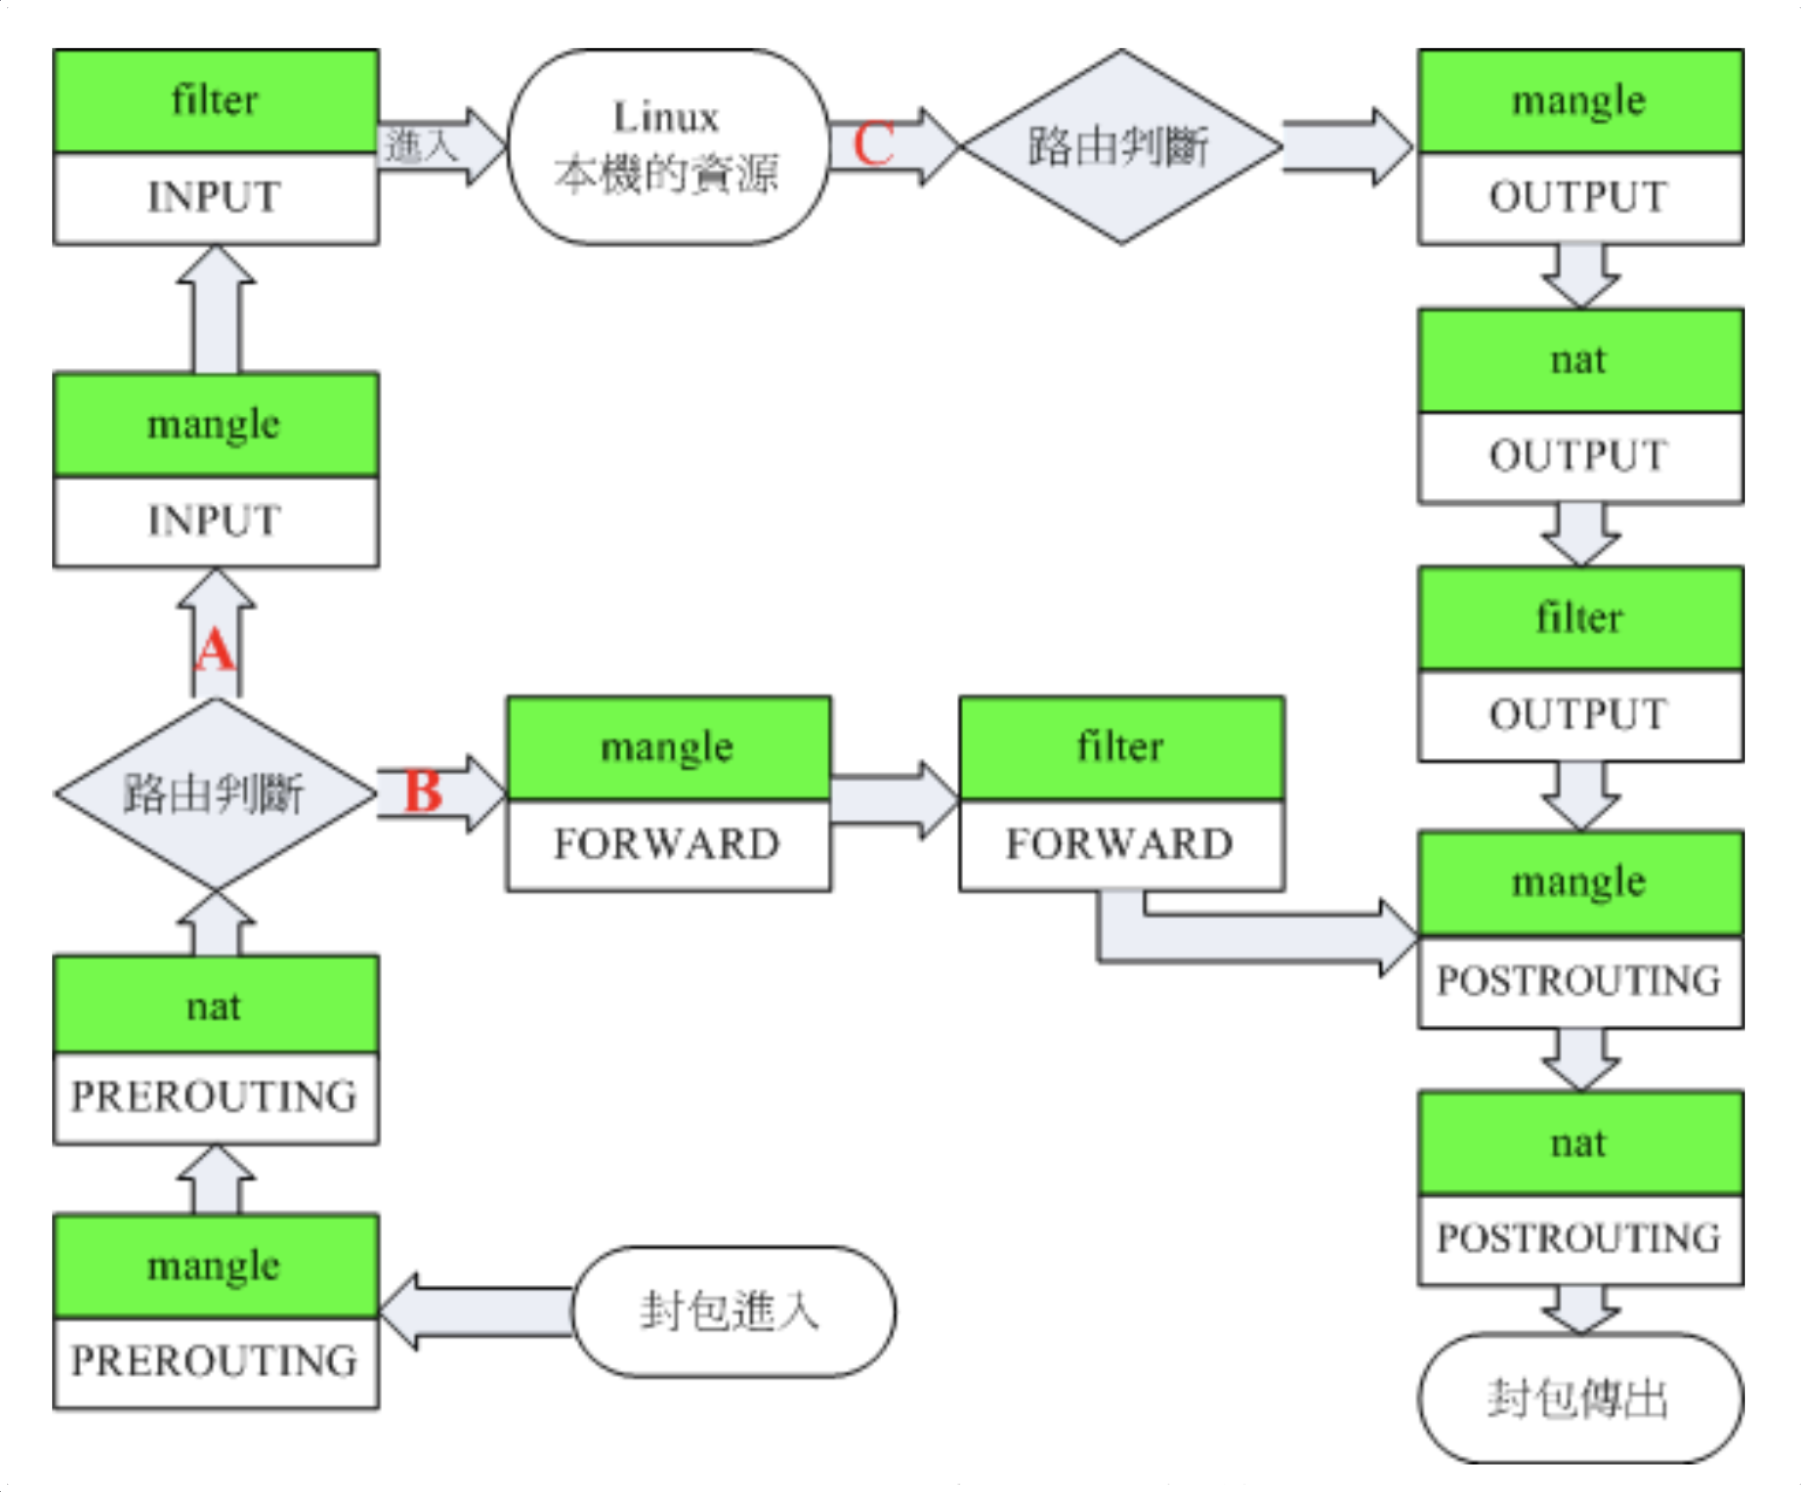 filter
INPUT
進入
Linux
本機的資源
C
路由判斷
mangle
OUTPUT
nat
OUTPUT
filter
OUTPUT
mangle
INPUT
A
路由判斷
B
mangle
FORWARD
filter
FORWARD
mangle
POSTROUTING
nat
PREROUTING
nat
POSTROUTING
mangle
PREROUTING
封包進入
封包傳出